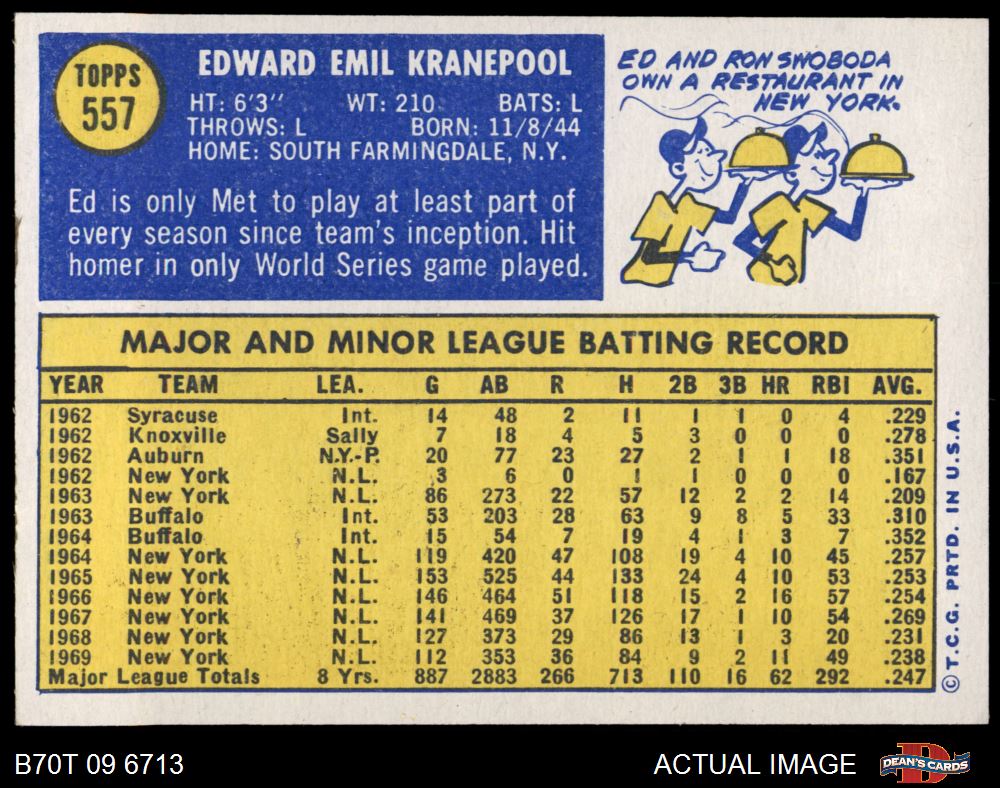 TOPPS
557
EDWARD EMIL KRANEPOOL
HT: 6'3" WT: 210 BATS: L
THROWS: L BORN: 11/8/44
HOME: SOUTH FARMINGDALE, N.Y.
Ed is only Met to play at least part of
every season since team's inception. Hit
homer in only World Series game played.
ED AND RON SWOBODA
OWN A RESTAURANT IN
NEW YORK.
MAJOR AND MINOR LEAGUE BATTING RECORD
YEAR TEAM LEA. G AB R H 2B 3B HR RBI AVG.
1962 Syracuse Int. 14 48 2 11 1 1 0 4 .229
1962 Knoxville Sally 7 18 4 5 3 0 0 0 .278
1962 Auburn N.Y.-P. 20 77 23 27 2 1 1 18 .351
1962 New York N.L. 3 6 0 1 1 0 0 0 .167
1963 New York N.L. 86 273 22 57 12 2 2 14 .209
1963 Buffalo Int. 53 203 28 63 9 8 5 33 .310
1964 Buffalo Int. 15 54 7 19 4 1 3 7 .352
1964 New York N.L. 119 420 47 108 19 4 10 45 .257
1965 New York N.L. 153 525 44 133 24 4 10 53 .253
1966 New York N.L. 146 464 51 118 15 2 16 57 .254
1967 New York N.L. 141 469 37 126 17 1 10 54 .269
1968 New York N.L. 127 373 29 86 13 1 3 20 .231
1969 New York N.L. 112 353 36 84 9 2 11 49 .238
Major League Totals 8 Yrs. 887 2883 266 713 110 16 62 292 .247
©T.C.G. PRTD. IN U.S.A.
B70T 09 6713
ACTUAL IMAGE
DEAN'S CARDS